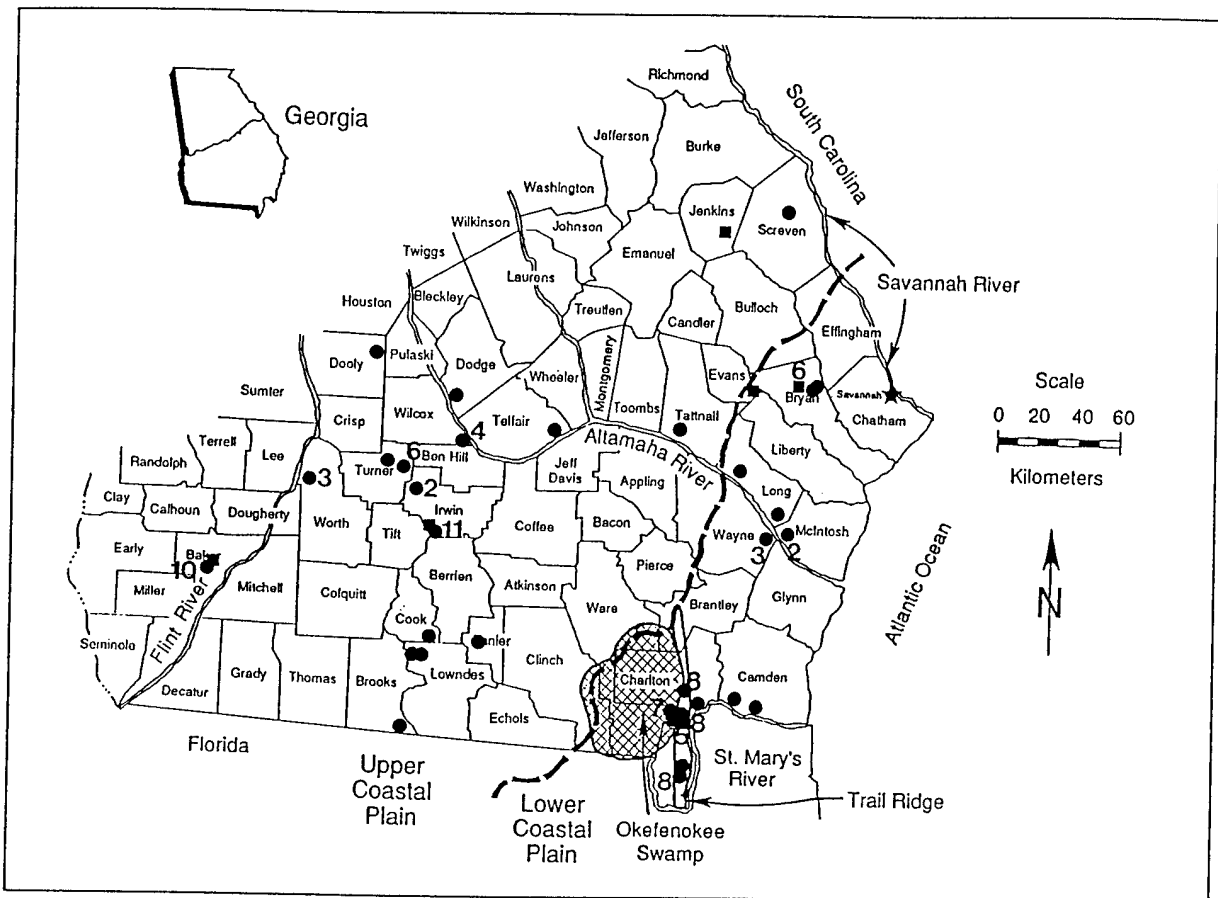 Georgia
Richmond
South Carolina
Jefferson
Burke
Washington
Jenkins
Screven
Wilkinson
Johnson
Emanuel
Twiggs
Laurens
Savannah River
Houston
Bleckley
Treutlen
Candler
Bulloch
Effingham
Dooly
Pulaski
Dodge
Wheeler
Montgomery
Evans
6
Bryan
Savannah
Chatham
Scale
0 20 40 60
Kilometers
Sumter
Crisp
Wilcox
Telfair
Toombs
Tattnall
4
Altamaha River
Liberty
Terrell
Lee
Randolph
Turner
6
Ben Hill
Jeff
Davis
Appling
Long
3
2
Clay
Calhoun
Dougherty
Worth
Tift
Irwin
11
Coffee
Bacon
Wayne
3
2
McIntosh
Early
Baker
10
Miller
Mitchell
Colquitt
Berrien
Atkinson
Pierce
Ware
Brantley
Glynn
Atlantic Ocean
N
Flint River
Cook
Lanier
Clinch
Charlton
8
Camden
Seminole
Decatur
Grady
Thomas
Brooks
Lowndes
Echols
8
5
8
Florida
Upper
Coastal
Plain
Lower
Coastal
Plain
St. Mary's
River
Trail Ridge
Okefenokee
Swamp